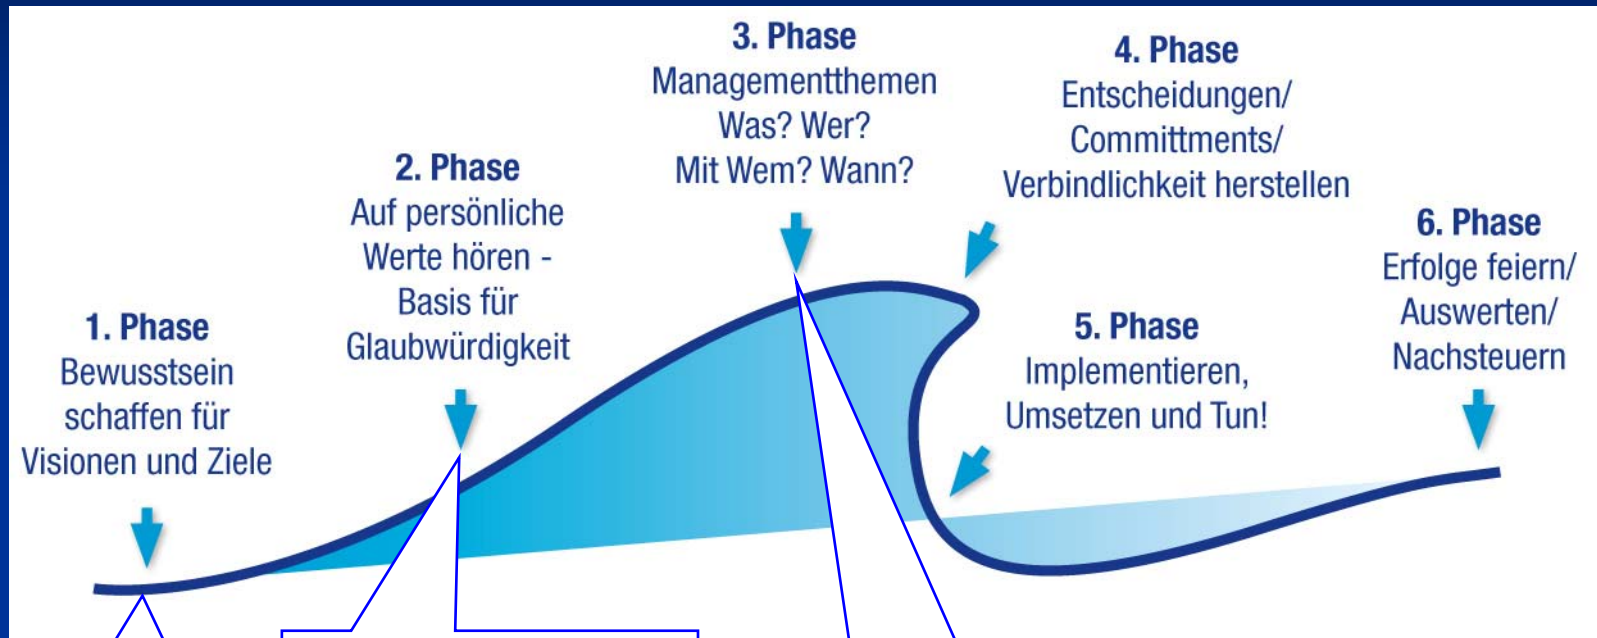 1. Phase
Bewusstsein
schaffen für
Visionen und Ziele
2. Phase
Auf persönliche
Werte hören -
Basis für
Glaubwürdigkeit
3. Phase
Managementthemen
Was? Wer?
Mit Wem? Wann?
4. Phase
Entscheidungen/
Committments/
Verbindlichkeit herstellen
5. Phase
Implementieren,
Umsetzen und Tun!
6. Phase
Erfolge feiern/
Auswerten/
Nachsteuern